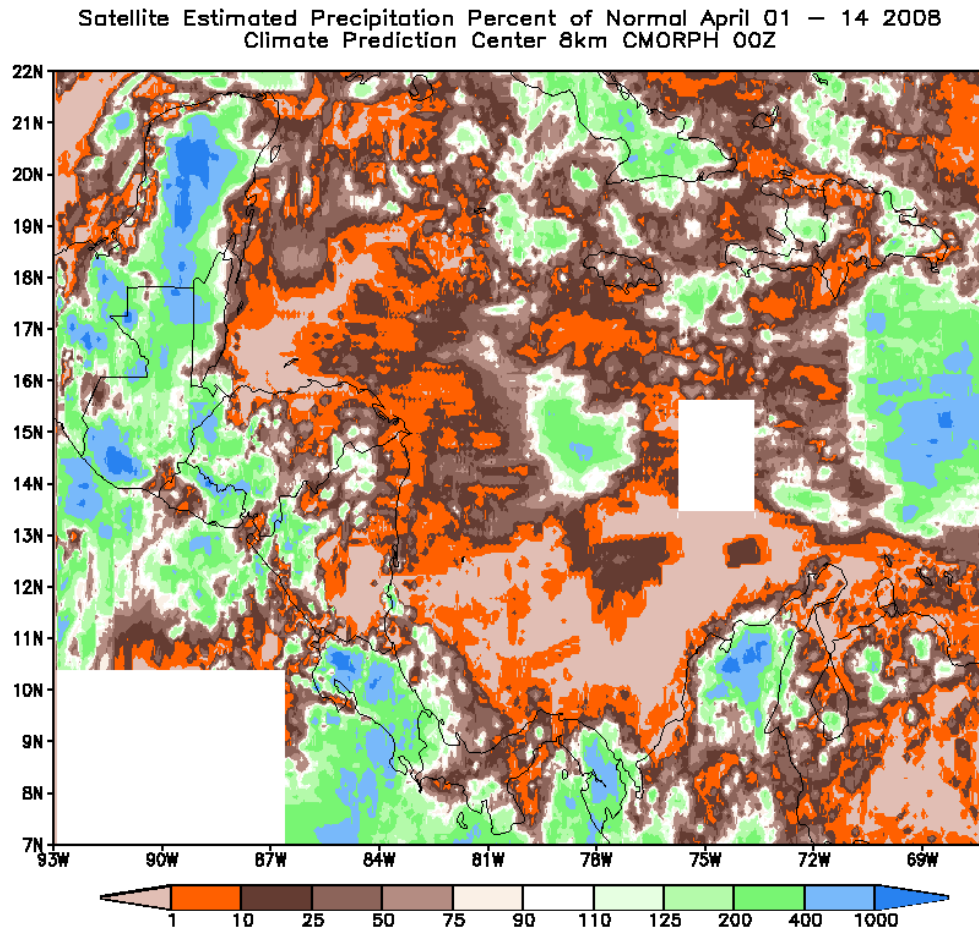 Satellite Estimated Precipitation Percent of Normal April 01 – 14 2008
Climate Prediction Center 8km CMORPH 00Z
22N
21N
20N
19N
18N
17N
16N
15N
14N
13N
12N
11N
10N
9N
8N
7N
93W 90W 87W 84W 81W 78W 75W 72W 69W
1 10 25 50 75 90 110 125 200 400 1000